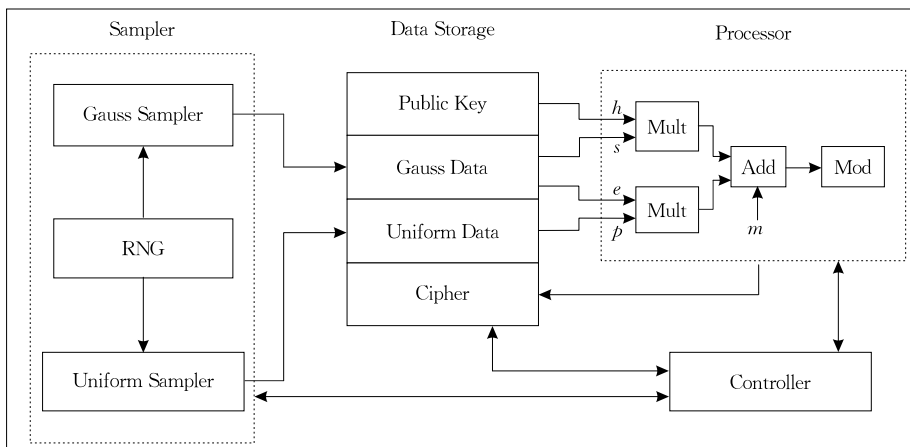 Sampler
Data Storage
Processor
Gauss Sampler
RNG
Uniform Sampler
Public Key
Gauss Data
Uniform Data
Cipher
h
s
e
p
Mult
Mult
Add
Mod
m
Controller